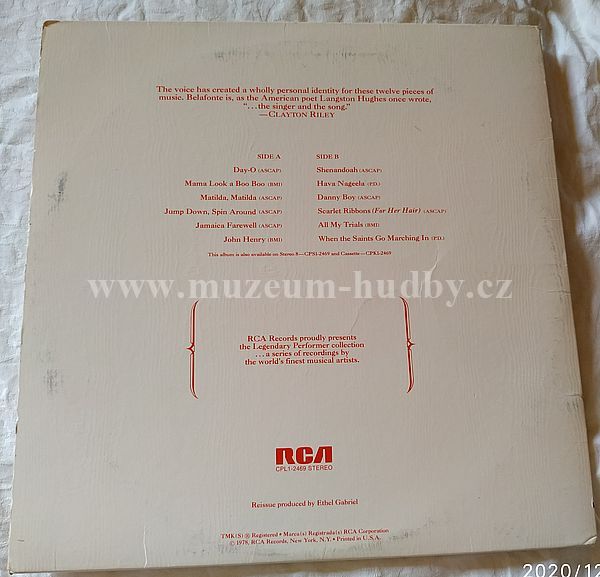 The voice has created a wholly personal identity for these twelve pieces of
music. Belafonte is, as the American poet Langston Hughes once wrote,
“...the singer and the song.”
—CLAYTON RILEY
SIDE A
Day-O (ASCAP)
Mama Look a Boo Boo (BMI)
Matilda, Matilda (ASCAP)
Jump Down, Spin Around (ASCAP)
Jamaica Farewell (ASCAP)
John Henry (BMI)
SIDE B
Shenandoah (ASCAP)
Hava Nageela (P.D.)
Danny Boy (ASCAP)
Scarlet Ribbons (For Her Hair) (ASCAP)
All My Trials (BMI)
When the Saints Go Marching In (P.D.)
This album is also available on Stereo 8—CPS1-2469 and Cassette—CPK1-2469
www.muzeum-hudby.cz
RCA Records proudly presents
the Legendary Performer collection
...a series of recordings by
the world's finest musical artists.
RCA
CPL1-2469 STEREO
Reissue produced by Ethel Gabriel
TMK(S) ® Registered • Marca(s) Registrada(s) RCA Corporation
© 1978, RCA Records, New York, N.Y. • Printed in U.S.A.
2020/12